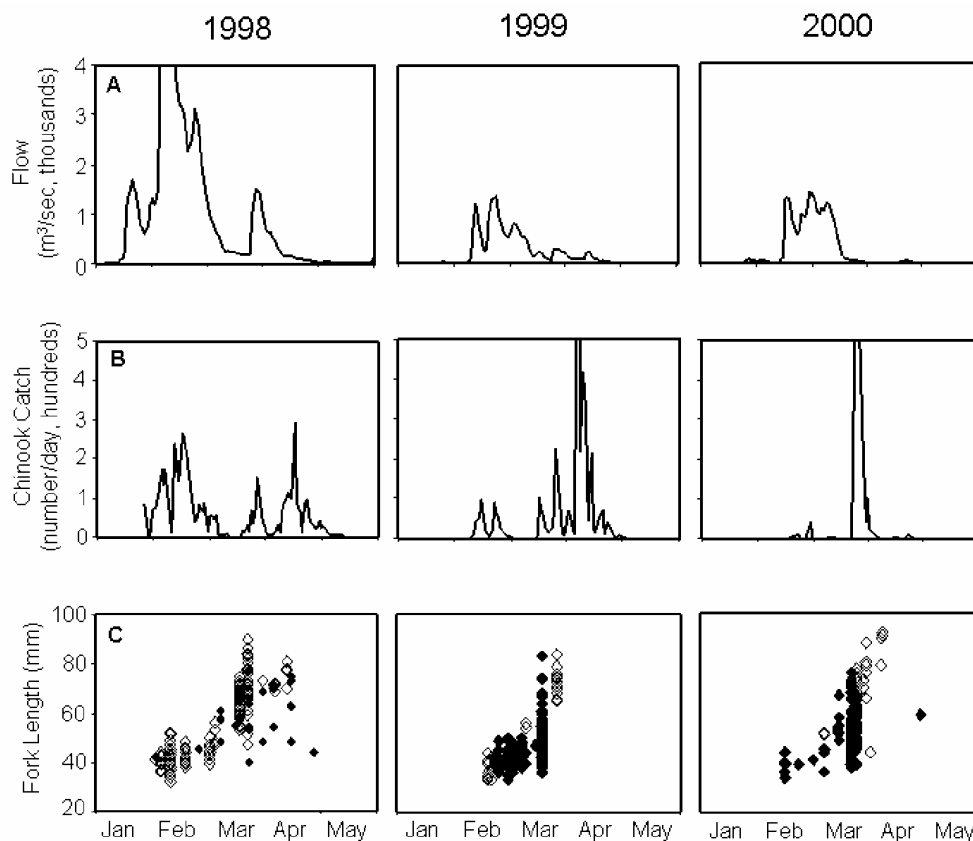 1998 1999 2000
A
Flow
(m³/sec, thousands)
4
3
2
1
0
B
Chinook Catch
(number/day, hundreds)
5
4
3
2
1
0
C
Fork Length (mm)
100
80
60
40
20
Jan Feb Mar Apr May Jan Feb Mar Apr May Jan Feb Mar Apr May